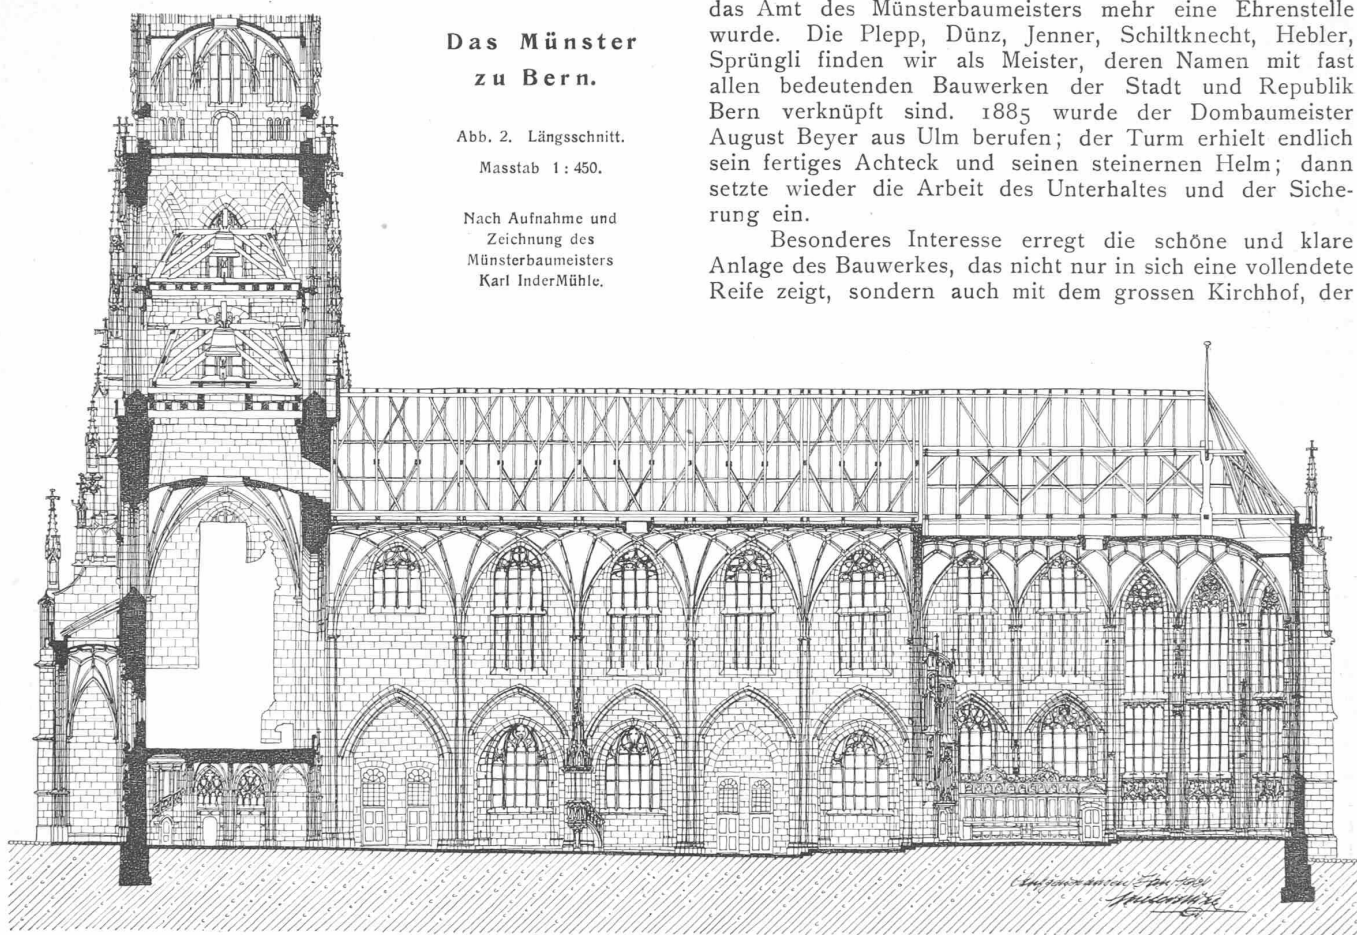 Das Münster
zu Bern.
Abb. 2. Längsschnitt.
Masstab 1 : 450.
Nach Aufnahme und
Zeichnung des
Münsterbaumeisters
Karl InderMühle.
das Amt des Münsterbaumeisters mehr eine Ehrenstelle
wurde. Die Plepp, Dünz, Jenner, Schiltknecht, Hebler,
Sprüngli finden wir als Meister, deren Namen mit fast
allen bedeutenden Bauwerken der Stadt und Republik
Bern verknüpft sind. 1885 wurde der Dombaumeister
August Beyer aus Ulm berufen; der Turm erhielt endlich
sein fertiges Achteck und seinen steinernen Helm; dann
setzte wieder die Arbeit des Unterhaltes und der Siche-
rung ein.
Besonderes Interesse erregt die schöne und klare
Anlage des Bauwerkes, das nicht nur in sich eine vollendete
Reife zeigt, sondern auch mit dem grossen Kirchhof, der